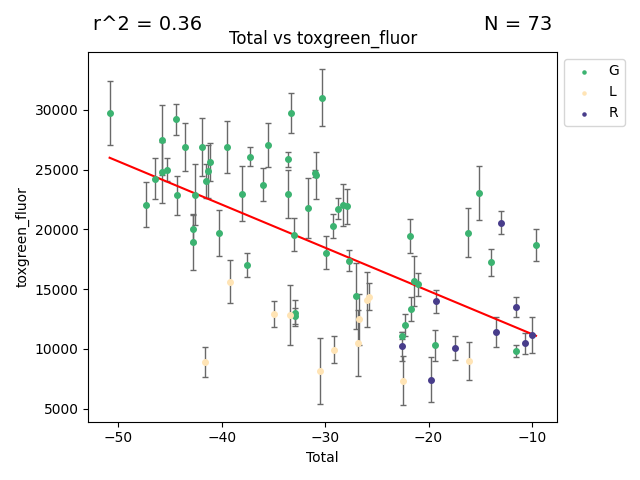 r^2 = 0.36
N = 73
Total vs toxgreen_fluor
G
L
R
30000
25000
20000
15000
10000
5000
toxgreen_fluor
−50
−40
−30
−20
−10
Total